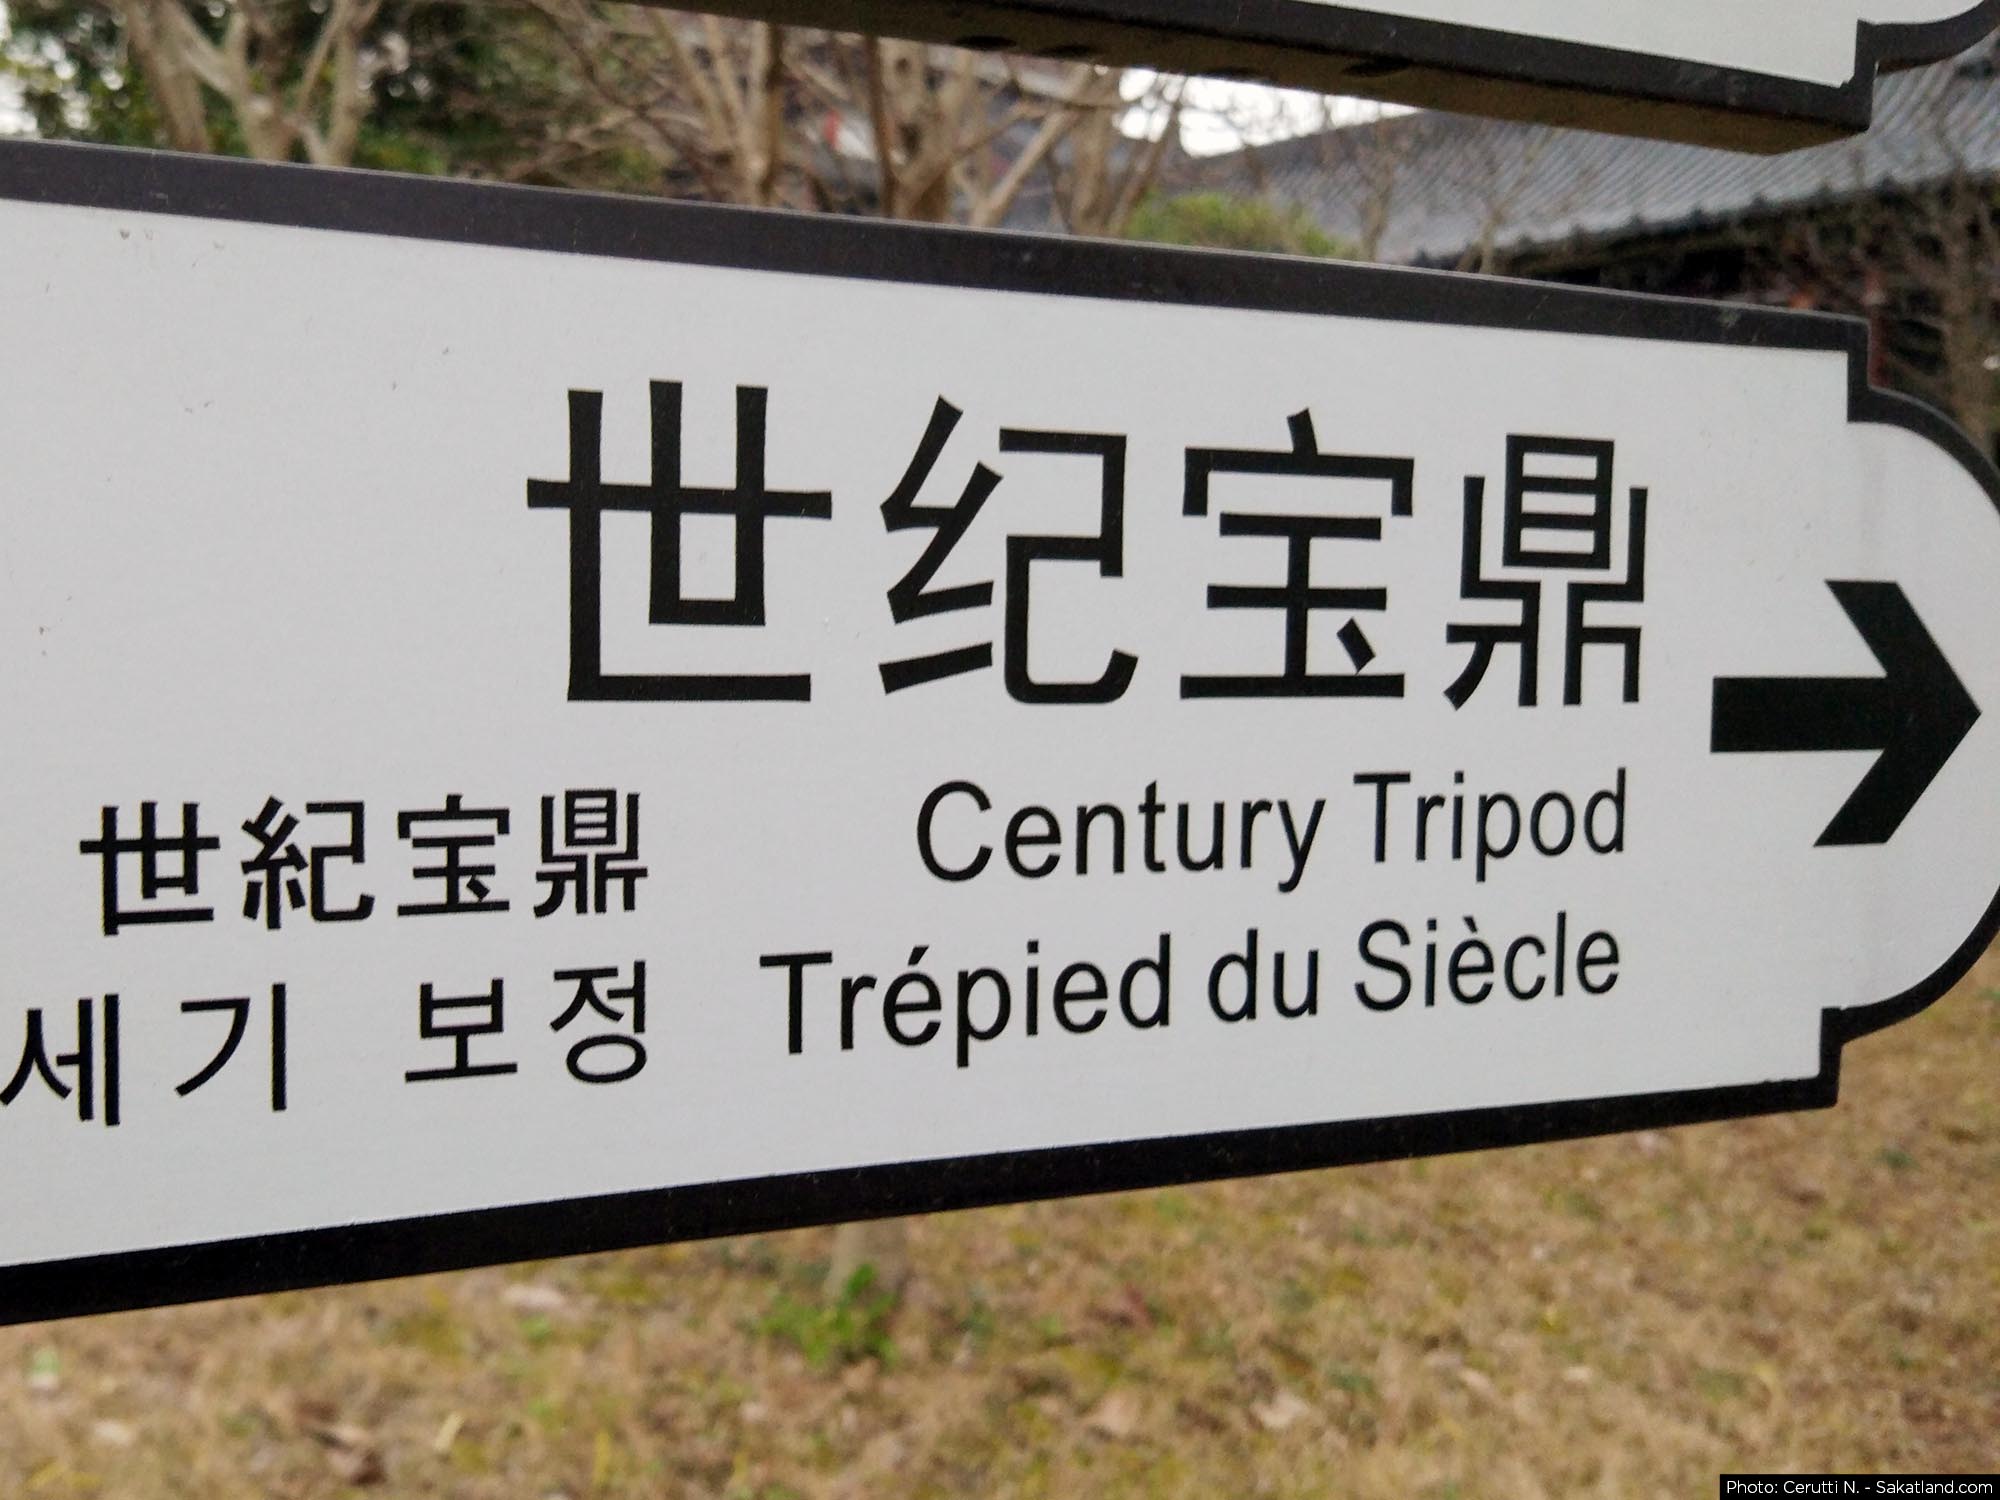 世纪宝鼎
Century Tripod
Trépied du Siècle
世紀宝鼎
세기 보정
Photo: Cerutti N. - Sakatland.com